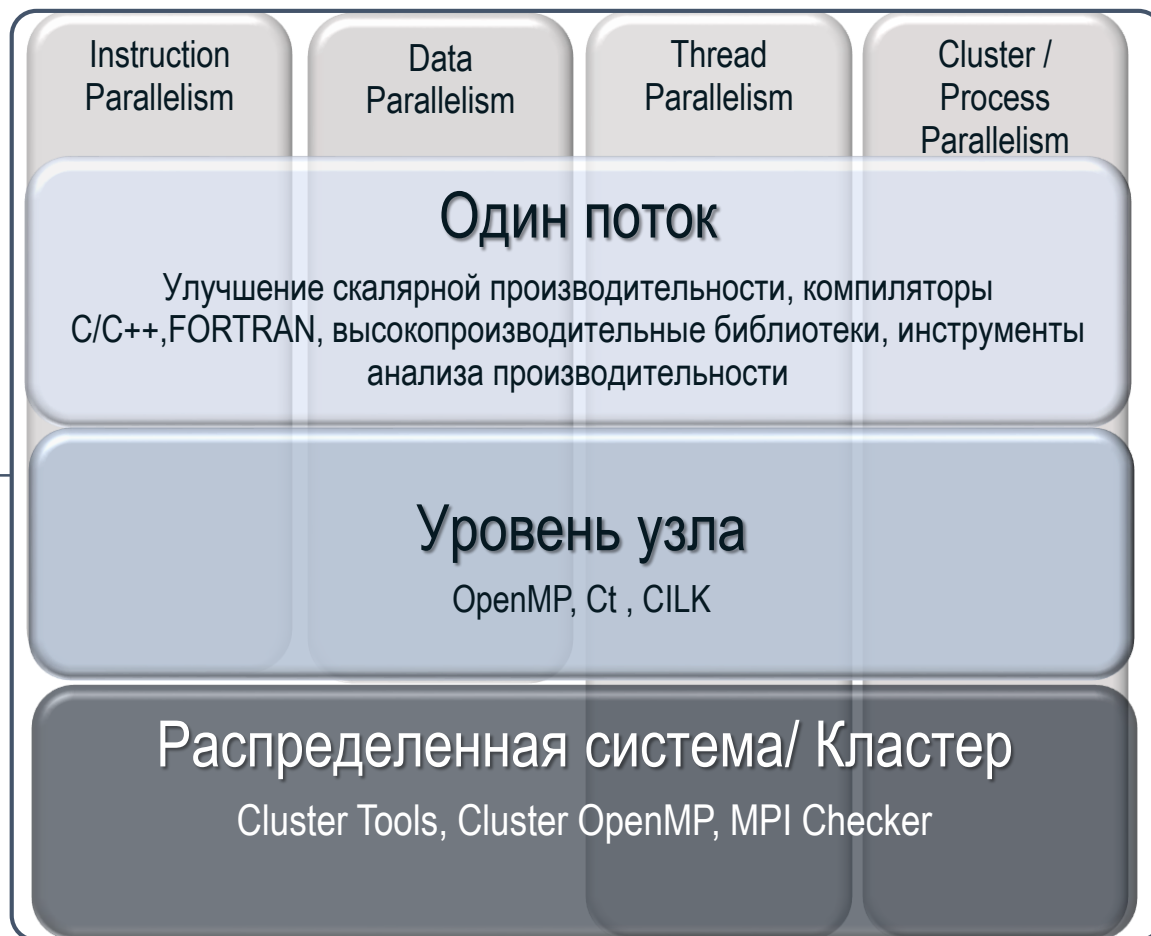 Instruction
Parallelism
Data
Parallelism
Thread
Parallelism
Cluster /
Process
Parallelism
Один поток
Улучшение скалярной производительности, компиляторы
C/C++,FORTRAN, высокопроизводительные библиотеки, инструменты
анализа производительности
Уровень узла
OpenMP, Ct , CILK
Распределенная система/ Кластер
Cluster Tools, Cluster OpenMP, MPI Checker